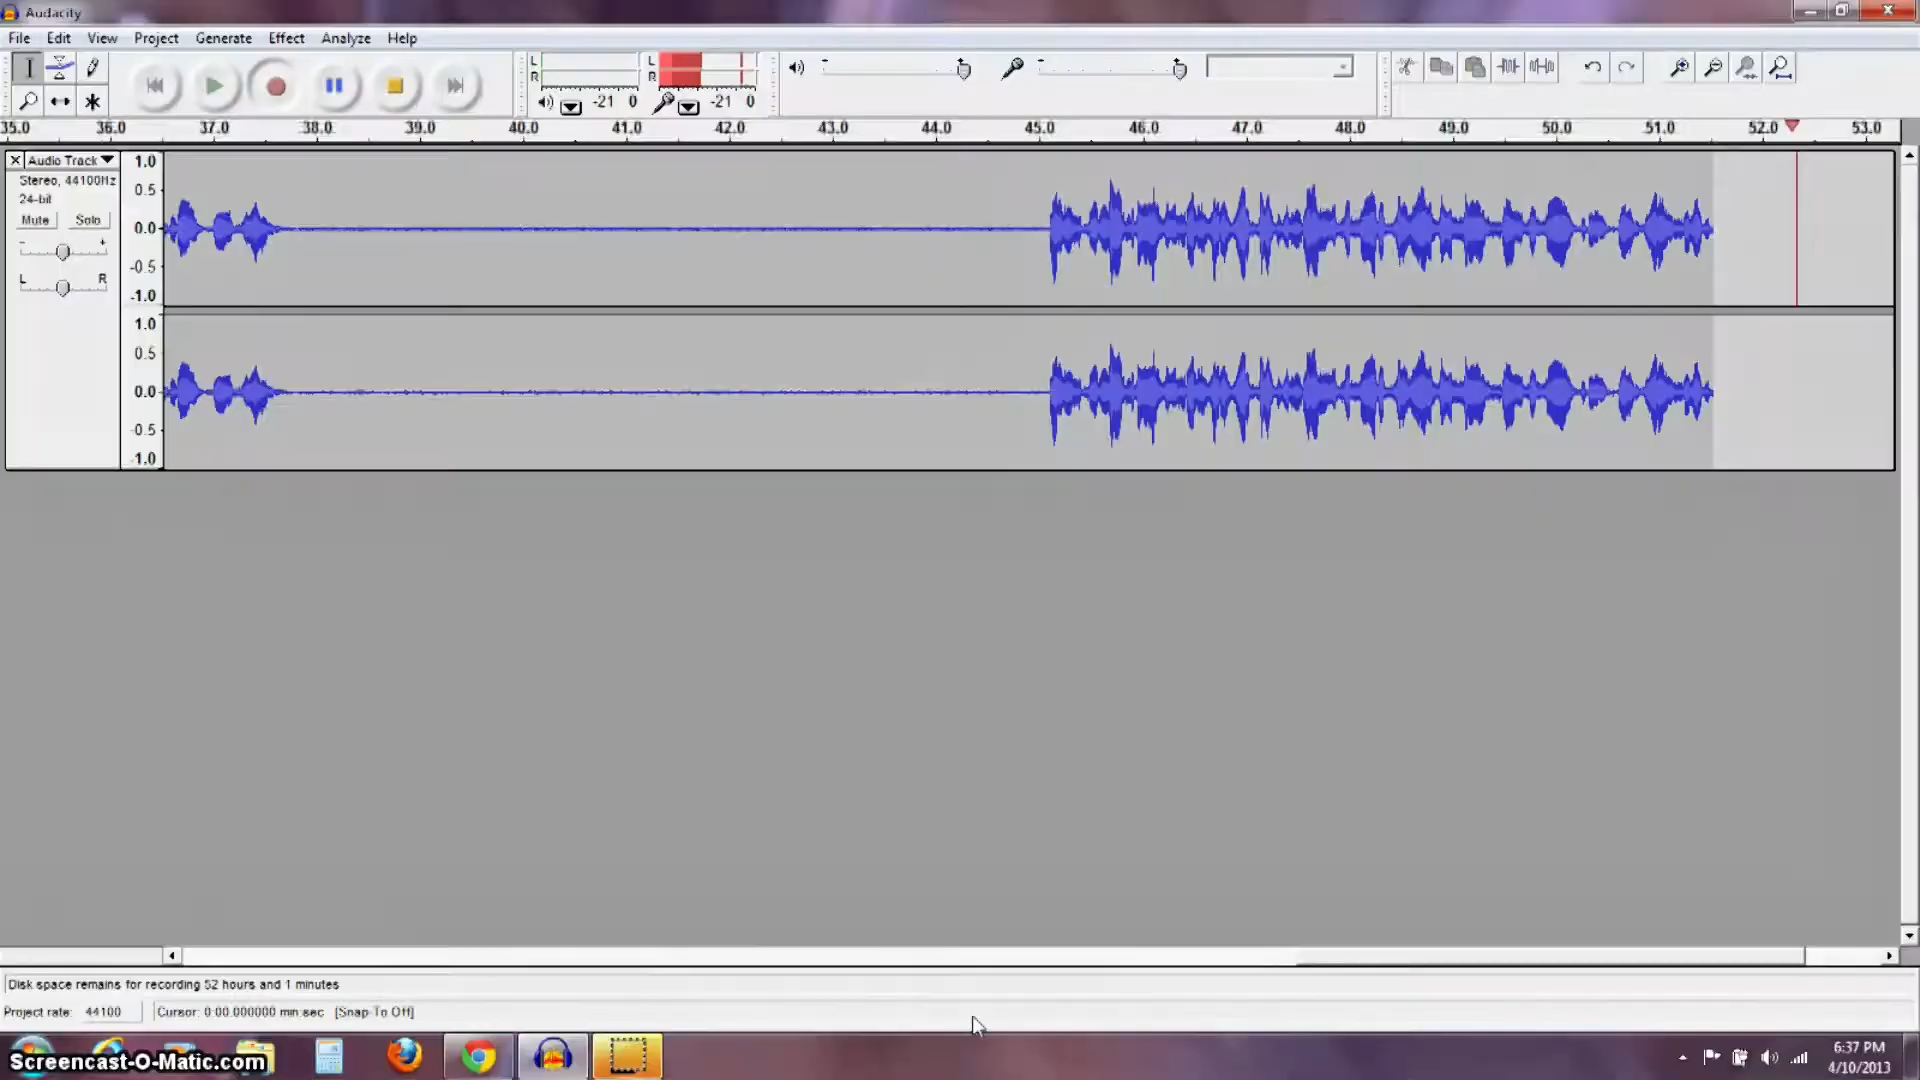 Audacity
File Edit View Project Generate Effect Analyze Help
L
R
L
R
-21 0
-21 0
35.0 36.0 37.0 38.0 39.0 40.0 41.0 42.0 43.0 44.0 45.0 46.0 47.0 48.0 49.0 50.0 51.0 52.0 53.0
Audio Track
Stereo, 44100Hz
24-bit
Mute Solo
- +
L R
1.0
0.5
0.0
-0.5
-1.0
1.0
0.5
0.0
-0.5
-1.0
Disk space remains for recording 52 hours and 1 minutes
Project rate: 44100 Cursor: 0:00.000000 min:sec [Snap-To Off]
Screencast-O-Matic.com
6:37 PM
4/10/2013